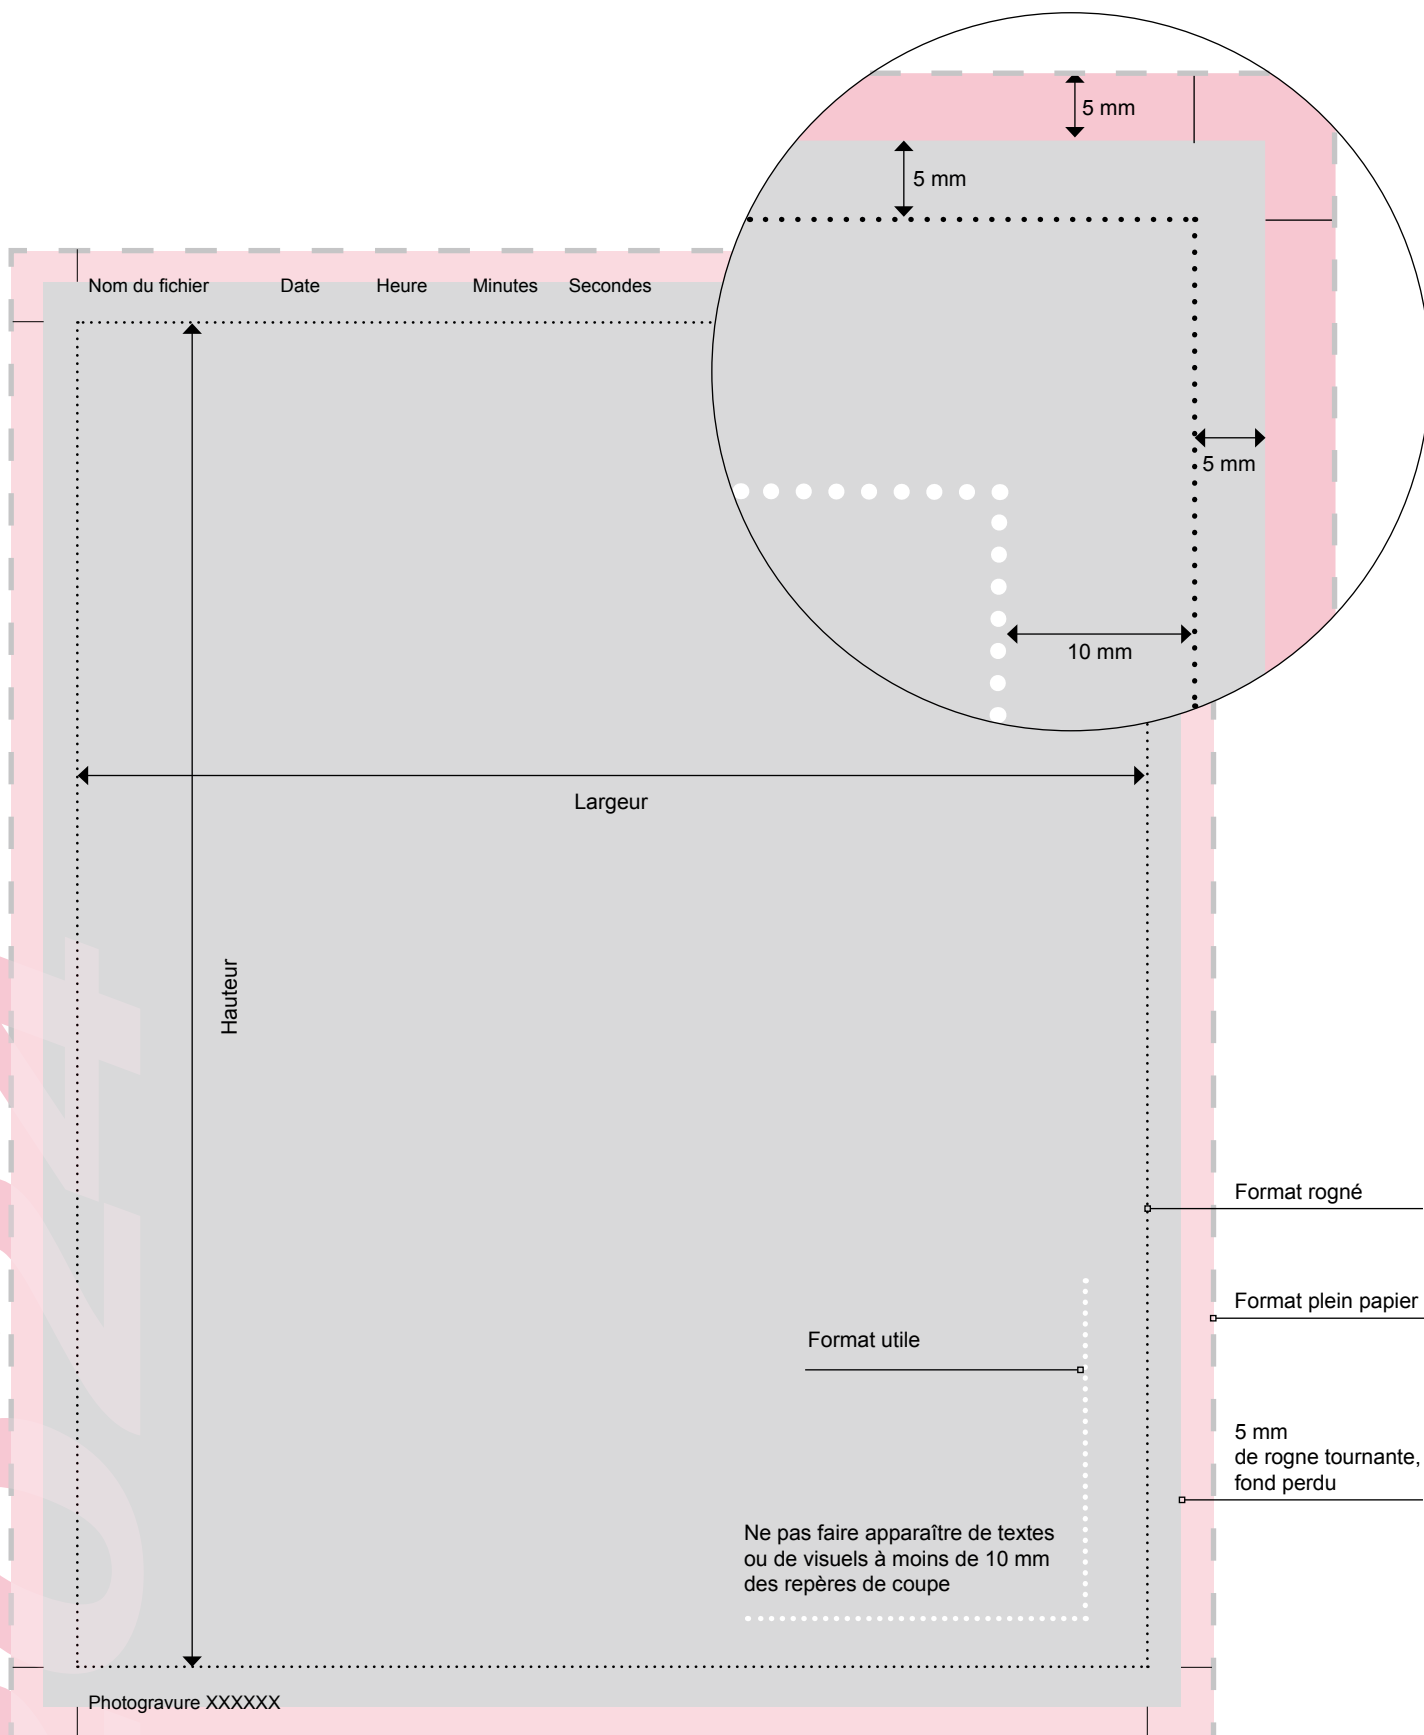 5 mm
5 mm
Nom du fichier Date Heure Minutes Secondes
5 mm
10 mm
Largeur
Hauteur
Format rogné
Format plein papier
Format utile
5 mm
de rogne tournante,
fond perdu
Ne pas faire apparaître de textes
ou de visuels à moins de 10 mm
des repères de coupe
Photogravure XXXXXX